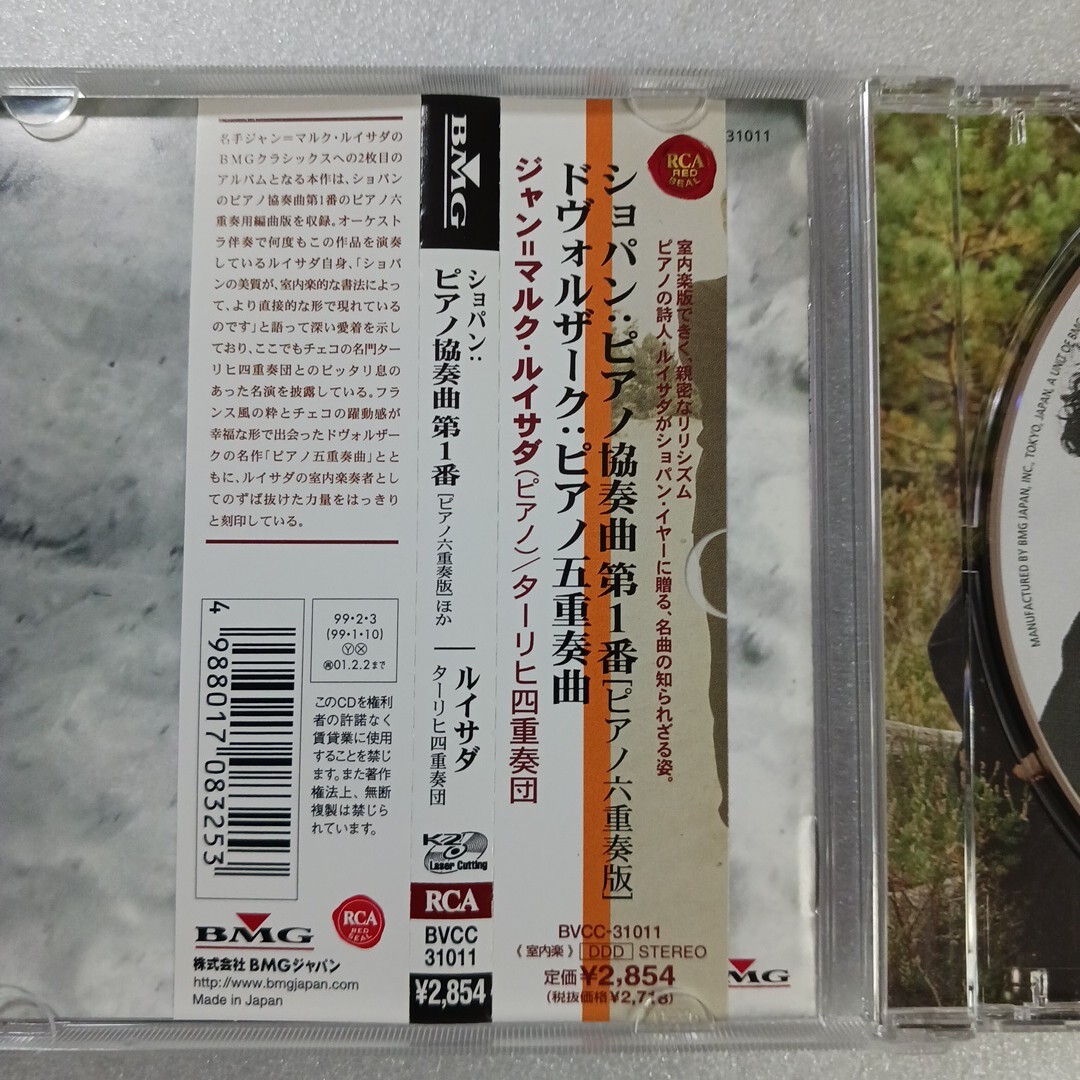 名手ジャン=マルク・ルイサダの
BMGクラシックスへの2枚目の
アルバムとなる本作は、ショパン
のピアノ協奏曲第1番のピアノ六
重奏用編曲版を収録。オーケスト
ラ伴奏で何度もこの作品を演奏
しているルイサダ自身、「ショパ
ンの美質が、室内楽的な書法によっ
て、より直接的な形で現れている
のです」と語って深い愛着を示し
ており、ここでもチェコの名門ター
リヒ四重奏団とのピッタリ息の
あった名演を披露している。フラ
ンス風の粋とチェコの躍動感が
幸福な形で出会ったドヴォルザー
クの名作「ピアノ五重奏曲」とと
もに、ルイサダの室内楽奏者とし
てのずば抜けた力量をはっきり
と刻印している。
4 988017 083253
99・2・3
(99・1・10)
YX
01.2.2まで
このCDを権利
者の許諾なく
賃貸業に使用
することを禁じ
ます。また著作
権法上、無断
複製は禁じら
れています。
BMG
RCA
RED
SEAL
株式会社 BMGジャパン
http://www.bmgjapan.com
Made in Japan
BMG
ショパン:
ピアノ協奏曲 第1番[ピアノ六重奏版]ほか
ルイサダ
ターリヒ四重奏団
K2
Laser Cutting
RCA
BVCC
31011
¥2,854
RCA
RED
SEAL
31011
室内楽版できく、親密なリリシズム
ピアノの詩人・ルイサダがショパン・イヤーに贈る、名曲の知られざる姿。
ショパン:ピアノ協奏曲 第1番[ピアノ六重奏版]
ドヴォルザーク:ピアノ五重奏曲
ジャン=マルク・ルイサダ(ピアノ)/ターリヒ四重奏団
BVCC-31011
《室内楽》 DDD STEREO
定価¥2,854
(税抜価格¥2,718)
BMG
MANUFACTURED BY BMG JAPAN, INC., TOKYO, JAPAN, A UNIT OF BMG